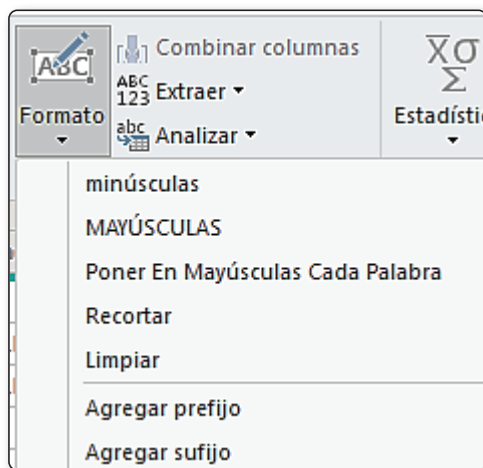 ABC
Formato
Combinar columnas
ABC
123 Extraer
abc
Analizar
X̅σ
Σ
Estadísti
minúsculas
MAYÚSCULAS
Poner En Mayúsculas Cada Palabra
Recortar
Limpiar
Agregar prefijo
Agregar sufijo